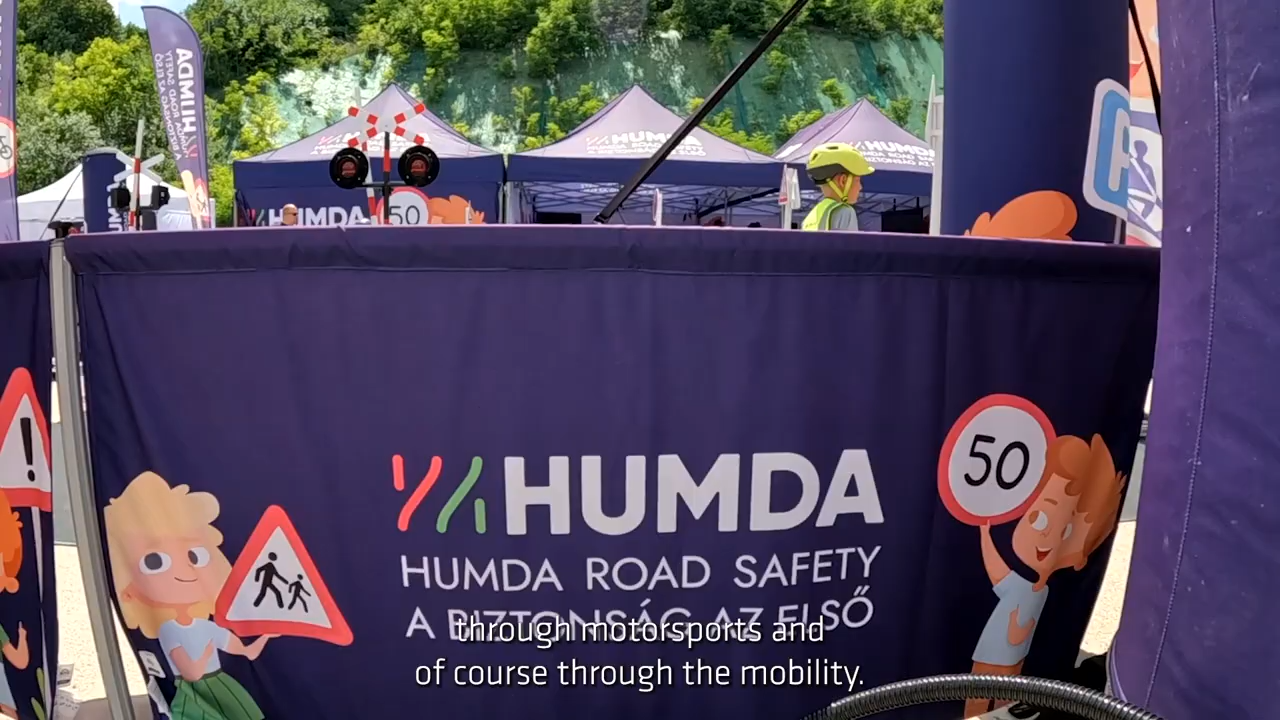 HUMDA
HUMDA
HUMDA
HUMDA
HUMDA
50
P
50
HUMDA
HUMDA ROAD SAFETY
A BIZTONSÁG AZ ELSŐ
through motorsports and
of course through the mobility.